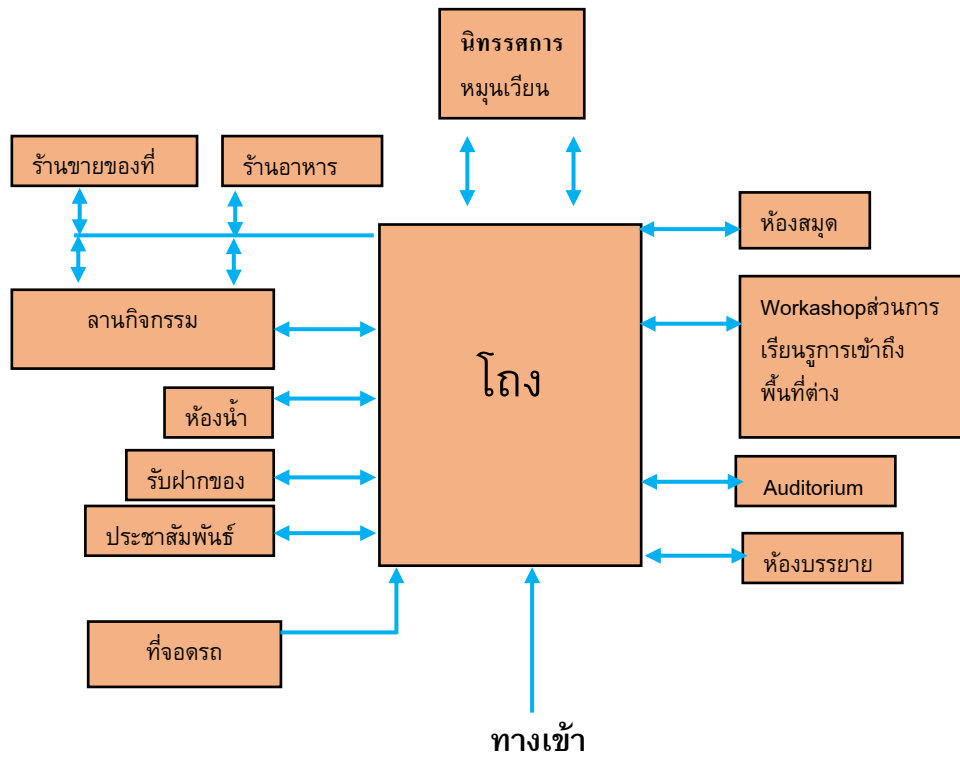 นิทรรศการ
หมุนเวียน
ร้านขายของที่
ร้านอาหาร
ห้องสมุด
ลานกิจกรรม
Workashopส่วนการ
เรียนรูการเข้าถึง
พื้นที่ต่าง
โถง
ห้องน้ำ
รับฝากของ
Auditorium
ประชาสัมพันธ์
ห้องบรรยาย
ที่จอดรถ
ทางเข้า